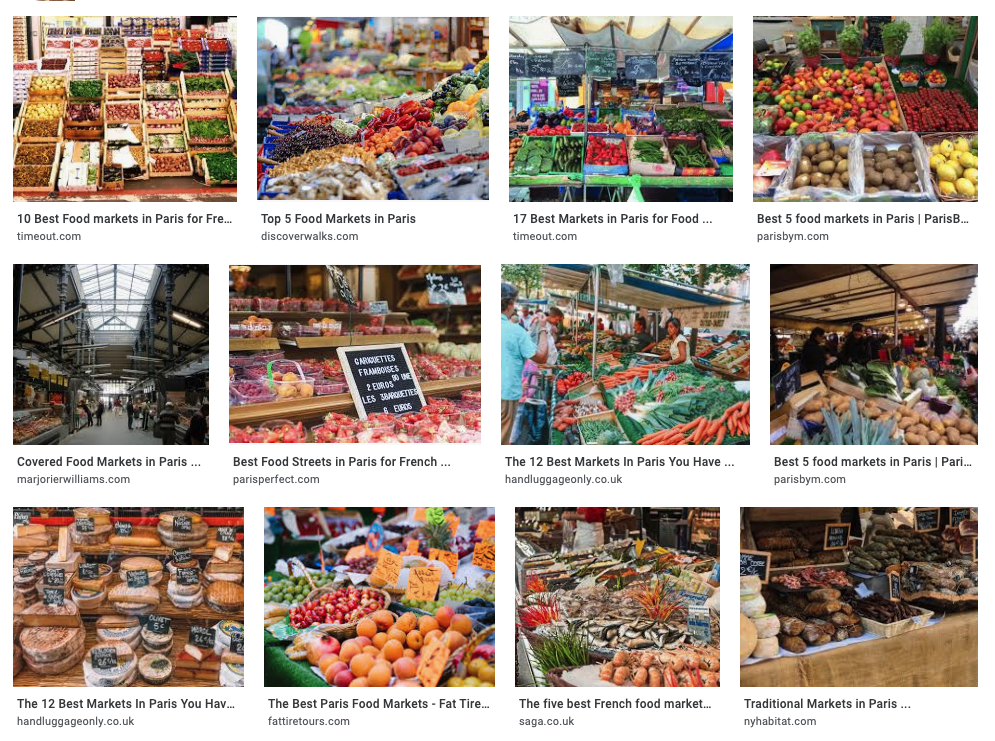 10 Best Food markets in Paris for Fre...
timeout.com
Top 5 Food Markets in Paris
discoverwalks.com
17 Best Markets in Paris for Food ...
timeout.com
Best 5 food markets in Paris | ParisB...
parisbym.com
GARIGUETTES
FRAMBOISES
2 EUROS
LES 3 BARQUETTES
6 EUROS
Covered Food Markets in Paris ...
marjorierwilliams.com
Best Food Streets in Paris for French ...
parisperfect.com
The 12 Best Markets In Paris You Have ...
handluggageonly.co.uk
Best 5 food markets in Paris | Pari...
parisbym.com
OLIVET
5€
The 12 Best Markets In Paris You Hav...
handluggageonly.co.uk
The Best Paris Food Markets - Fat Tire...
fattiretours.com
The five best French food market...
saga.co.uk
Traditional Markets in Paris ...
nyhabitat.com